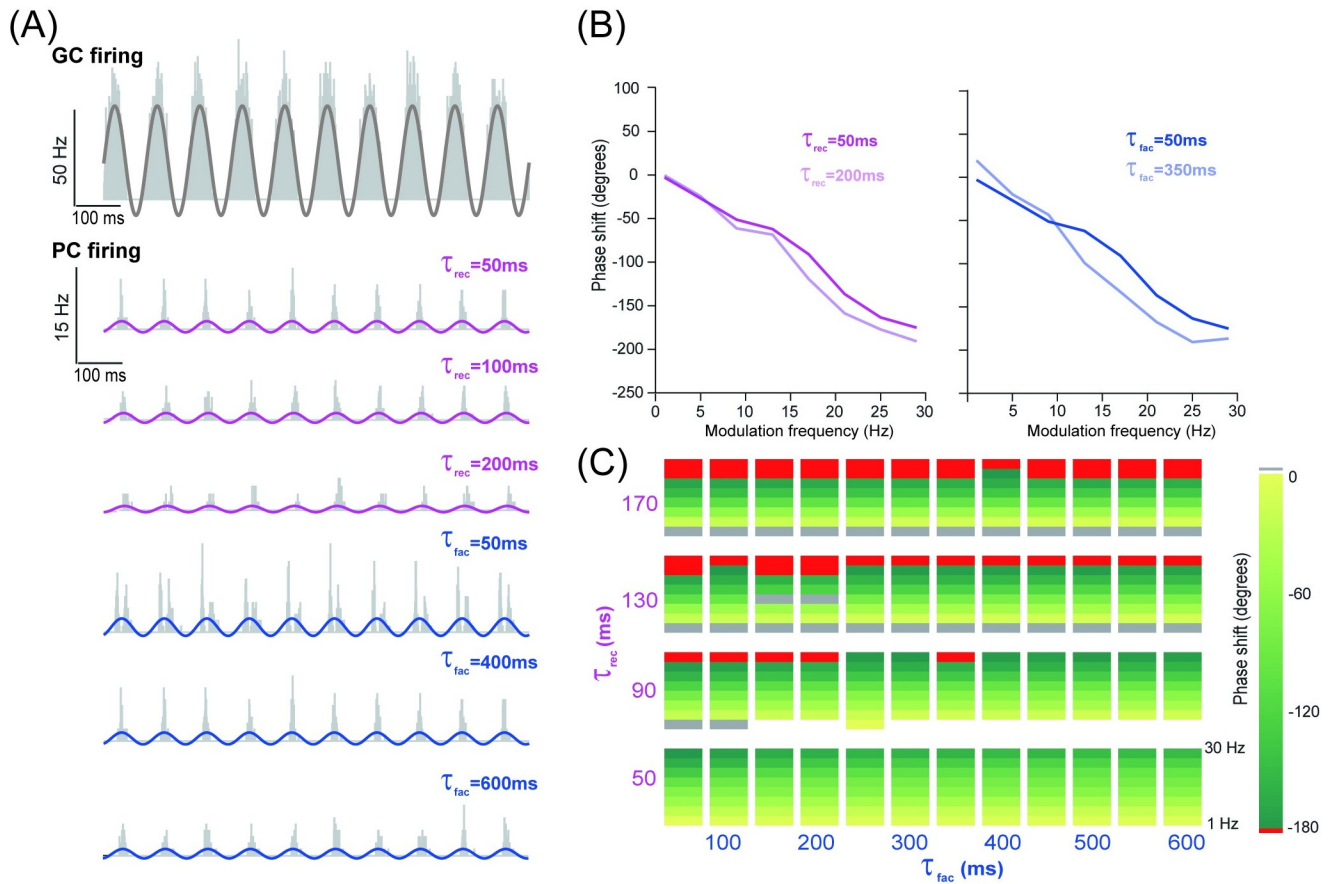 (A)
GC firing
50 Hz
100 ms
PC firing
15 Hz
100 ms
τrec=50ms
τrec=100ms
τrec=200ms
τfac=50ms
τfac=400ms
τfac=600ms
(B)
Phase shift (degrees)
100
50
0
-50
-100
-150
-200
-250
0 5 10 15 20 25 30
Modulation frequency (Hz)
τrec=50ms
τrec=200ms
5 10 15 20 25 30
Modulation frequency (Hz)
τfac=50ms
τfac=350ms
(C)
τrec (ms)
170
130
90
50
100 200 300 400 500 600
τfac (ms)
30 Hz
1 Hz
Phase shift (degrees)
0
-60
-120
-180